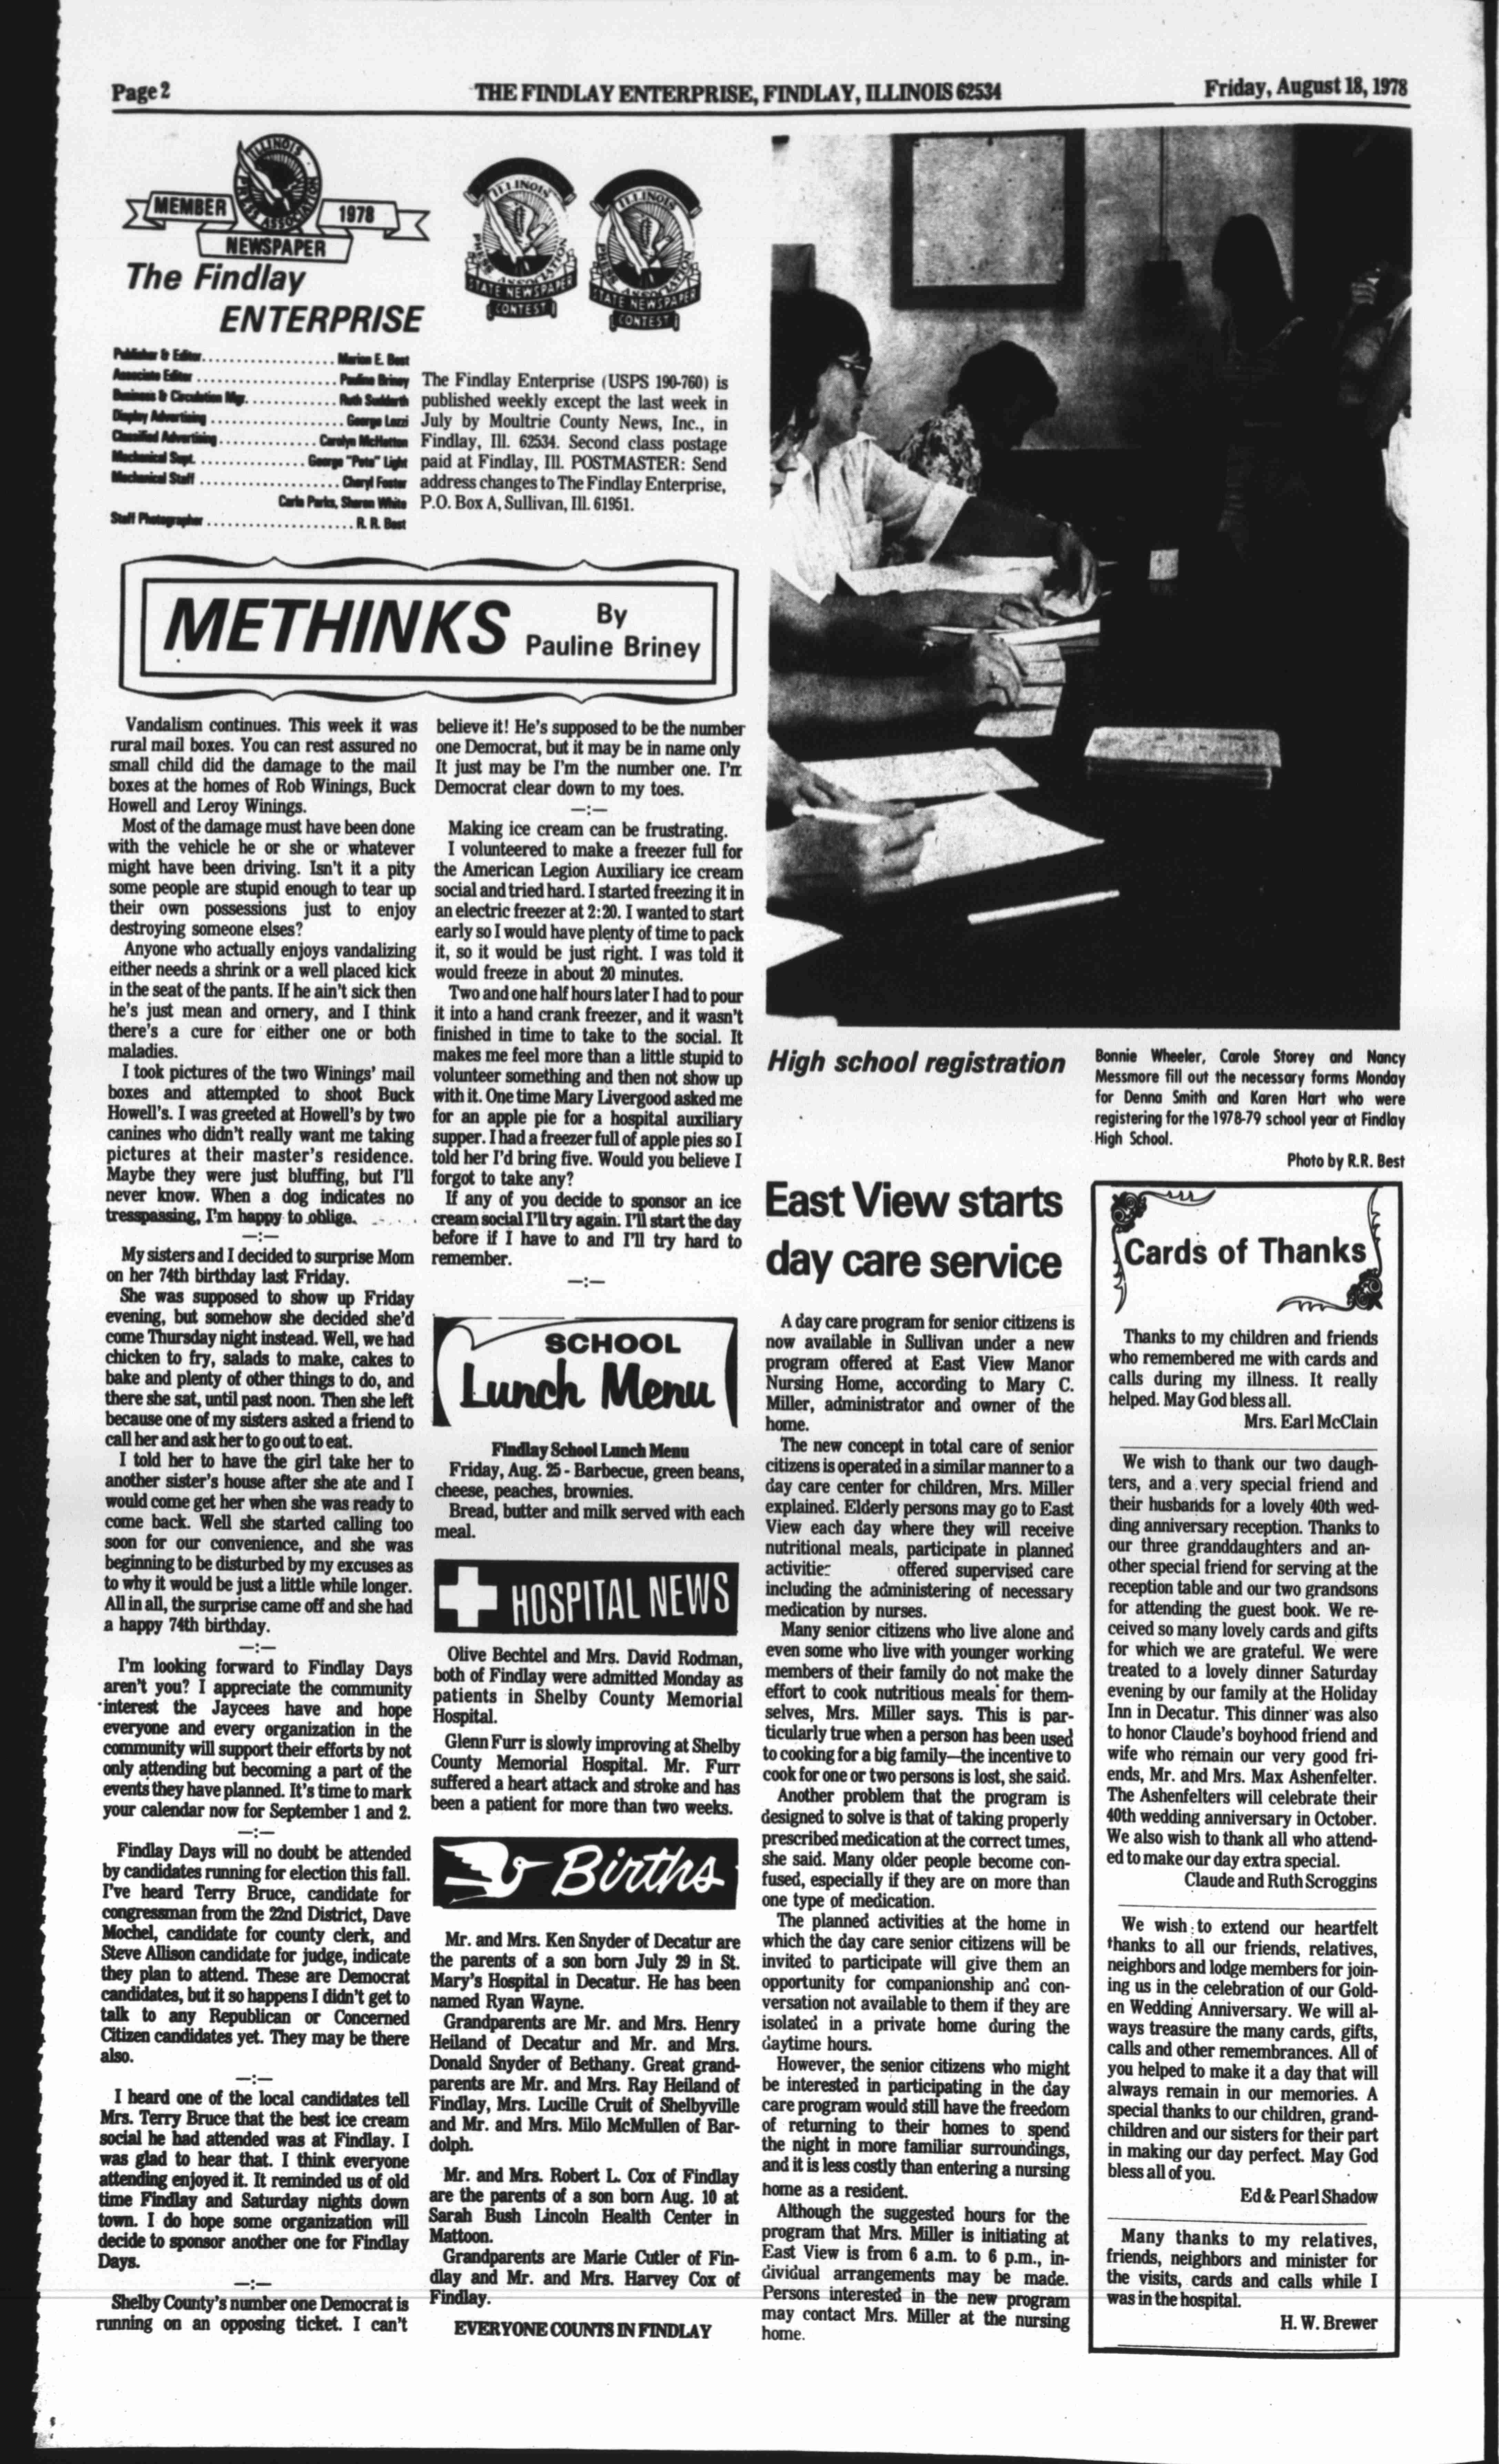 Page 2
THE FINDLAY ENTERPRISE, FINDLAY, ILLINOIS 62534
Friday, August 18, 1978
ILLINOIS
PRESS ASSOCIATION
MEMBER
1978
NEWSPAPER
The Findlay
ENTERPRISE
ILLINOIS
PRESS ASSOCIATION
STATE NEWSPAPER
CONTEST
ILLINOIS
PRESS ASSOCIATION
STATE NEWSPAPER
CONTEST
Publisher & Editor.................. Marion E. Best
Associate Editor .................... Pauline Briney
Business & Circulation Mgr............. Ruth Suddarth
Display Advertising ................... George Lozzi
Classified Advertising .............. Carolyn McHatton
Mechanical Supt. ............... George "Pete" Light
Mechanical Staff .................... Cheryl Foster
Carla Parks, Sharon White
Staff Photographer ..................... R. R. Best
The Findlay Enterprise (USPS 190-760) is
published weekly except the last week in
July by Moultrie County News, Inc., in
Findlay, Ill. 62534. Second class postage
paid at Findlay, Ill. POSTMASTER: Send
address changes to The Findlay Enterprise,
P.O. Box A, Sullivan, Ill. 61951.
METHINKS
By
Pauline Briney
Vandalism continues. This week it was
rural mail boxes. You can rest assured no
small child did the damage to the mail
boxes at the homes of Rob Winings, Buck
Howell and Leroy Winings.
Most of the damage must have been done
with the vehicle he or she or whatever
might have been driving. Isn't it a pity
some people are stupid enough to tear up
their own possessions just to enjoy
destroying someone elses?
Anyone who actually enjoys vandalizing
either needs a shrink or a well placed kick
in the seat of the pants. If he ain't sick then
he's just mean and ornery, and I think
there's a cure for either one or both
maladies.
I took pictures of the two Winings' mail
boxes and attempted to shoot Buck
Howell's. I was greeted at Howell's by two
canines who didn't really want me taking
pictures at their master's residence.
Maybe they were just bluffing, but I'll
never know. When a dog indicates no
tresspassing, I'm happy to oblige.
—:—
My sisters and I decided to surprise Mom
on her 74th birthday last Friday.
She was supposed to show up Friday
evening, but somehow she decided she'd
come Thursday night instead. Well, we had
chicken to fry, salads to make, cakes to
bake and plenty of other things to do, and
there she sat, until past noon. Then she left
because one of my sisters asked a friend to
call her and ask her to go out to eat.
I told her to have the girl take her to
another sister's house after she ate and I
would come get her when she was ready to
come back. Well she started calling too
soon for our convenience, and she was
beginning to be disturbed by my excuses as
to why it would be just a little while longer.
All in all, the surprise came off and she had
a happy 74th birthday.
—:—
I'm looking forward to Findlay Days
aren't you? I appreciate the community
interest the Jaycees have and hope
everyone and every organization in the
community will support their efforts by not
only attending but becoming a part of the
events they have planned. It's time to mark
your calendar now for September 1 and 2.
—:—
Findlay Days will no doubt be attended
by candidates running for election this fall.
I've heard Terry Bruce, candidate for
congressman from the 22nd District, Dave
Mochel, candidate for county clerk, and
Steve Allison candidate for judge, indicate
they plan to attend. These are Democrat
candidates, but it so happens I didn't get to
talk to any Republican or Concerned
Citizen candidates yet. They may be there
also.
—:—
I heard one of the local candidates tell
Mrs. Terry Bruce that the best ice cream
social he had attended was at Findlay. I
was glad to hear that. I think everyone
attending enjoyed it. It reminded us of old
time Findlay and Saturday nights down
town. I do hope some organization will
decide to sponsor another one for Findlay
Days.
—:—
Shelby County's number one Democrat is
running on an opposing ticket. I can't
believe it! He's supposed to be the number
one Democrat, but it may be in name only
It just may be I'm the number one. I'm
Democrat clear down to my toes.
—:—
Making ice cream can be frustrating.
I volunteered to make a freezer full for
the American Legion Auxiliary ice cream
social and tried hard. I started freezing it in
an electric freezer at 2:20. I wanted to start
early so I would have plenty of time to pack
it, so it would be just right. I was told it
would freeze in about 20 minutes.
Two and one half hours later I had to pour
it into a hand crank freezer, and it wasn't
finished in time to take to the social. It
makes me feel more than a little stupid to
volunteer something and then not show up
with it. One time Mary Livergood asked me
for an apple pie for a hospital auxiliary
supper. I had a freezer full of apple pies so I
told her I'd bring five. Would you believe I
forgot to take any?
If any of you decide to sponsor an ice
cream social I'll try again. I'll start the day
before if I have to and I'll try hard to
remember.
—:—
SCHOOL
Lunch Menu
Findlay School Lunch Menu
Friday, Aug. 25 - Barbecue, green beans,
cheese, peaches, brownies.
Bread, butter and milk served with each
meal.
HOSPITAL NEWS
Olive Bechtel and Mrs. David Rodman,
both of Findlay were admitted Monday as
patients in Shelby County Memorial
Hospital.
Glenn Furr is slowly improving at Shelby
County Memorial Hospital. Mr. Furr
suffered a heart attack and stroke and has
been a patient for more than two weeks.
Births
Mr. and Mrs. Ken Snyder of Decatur are
the parents of a son born July 29 in St.
Mary's Hospital in Decatur. He has been
named Ryan Wayne.
Grandparents are Mr. and Mrs. Henry
Heiland of Decatur and Mr. and Mrs.
Donald Snyder of Bethany. Great grand-
parents are Mr. and Mrs. Ray Heiland of
Findlay, Mrs. Lucille Cruit of Shelbyville
and Mr. and Mrs. Milo McMullen of Bar-
dolph.
Mr. and Mrs. Robert L. Cox of Findlay
are the parents of a son born Aug. 10 at
Sarah Bush Lincoln Health Center in
Mattoon.
Grandparents are Marie Cutler of Fin-
dlay and Mr. and Mrs. Harvey Cox of
Findlay.
EVERYONE COUNTS IN FINDLAY
High school registration
Bonnie Wheeler, Carole Storey and Nancy
Messmore fill out the necessary forms Monday
for Denna Smith and Karen Hart who were
registering for the 1978-79 school year at Findlay
High School.
Photo by R.R. Best
East View starts
day care service
A day care program for senior citizens is
now available in Sullivan under a new
program offered at East View Manor
Nursing Home, according to Mary C.
Miller, administrator and owner of the
home.
The new concept in total care of senior
citizens is operated in a similar manner to a
day care center for children, Mrs. Miller
explained. Elderly persons may go to East
View each day where they will receive
nutritional meals, participate in planned
activities offered supervised care
including the administering of necessary
medication by nurses.
Many senior citizens who live alone and
even some who live with younger working
members of their family do not make the
effort to cook nutritious meals for them-
selves, Mrs. Miller says. This is par-
ticularly true when a person has been used
to cooking for a big family—the incentive to
cook for one or two persons is lost, she said.
Another problem that the program is
designed to solve is that of taking properly
prescribed medication at the correct times,
she said. Many older people become con-
fused, especially if they are on more than
one type of medication.
The planned activities at the home in
which the day care senior citizens will be
invited to participate will give them an
opportunity for companionship and con-
versation not available to them if they are
isolated in a private home during the
daytime hours.
However, the senior citizens who might
be interested in participating in the day
care program would still have the freedom
of returning to their homes to spend
the night in more familiar surroundings,
and it is less costly than entering a nursing
home as a resident.
Although the suggested hours for the
program that Mrs. Miller is initiating at
East View is from 6 a.m. to 6 p.m., in-
dividual arrangements may be made.
Persons interested in the new program
may contact Mrs. Miller at the nursing
home.
Cards of Thanks
Thanks to my children and friends
who remembered me with cards and
calls during my illness. It really
helped. May God bless all.
Mrs. Earl McClain
We wish to thank our two daugh-
ters, and a very special friend and
their husbands for a lovely 40th wed-
ding anniversary reception. Thanks to
our three granddaughters and an-
other special friend for serving at the
reception table and our two grandsons
for attending the guest book. We re-
ceived so many lovely cards and gifts
for which we are grateful. We were
treated to a lovely dinner Saturday
evening by our family at the Holiday
Inn in Decatur. This dinner was also
to honor Claude's boyhood friend and
wife who remain our very good fri-
ends, Mr. and Mrs. Max Ashenfelter.
The Ashenfelters will celebrate their
40th wedding anniversary in October.
We also wish to thank all who attend-
ed to make our day extra special.
Claude and Ruth Scroggins
We wish to extend our heartfelt
thanks to all our friends, relatives,
neighbors and lodge members for join-
ing us in the celebration of our Gold-
en Wedding Anniversary. We will al-
ways treasure the many cards, gifts,
calls and other remembrances. All of
you helped to make it a day that will
always remain in our memories. A
special thanks to our children, grand-
children and our sisters for their part
in making our day perfect. May God
bless all of you.
Ed & Pearl Shadow
Many thanks to my relatives,
friends, neighbors and minister for
the visits, cards and calls while I
was in the hospital.
H. W. Brewer